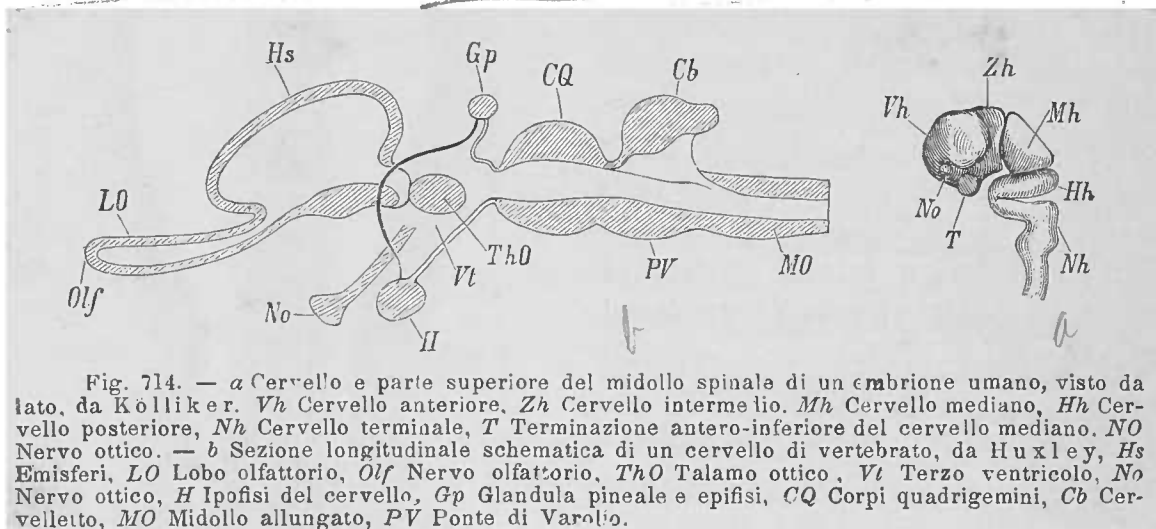 Hs
Gp
CQ
Cb
Zh
Vh
Mh
LO
No
Hh
T
ThO
Vt
PV
MO
Nh
Olf
No
H
b
a
Fig. 714. — a Cervello e parte superiore del midollo spinale di un embrione umano, visto da
lato, da Kölliker. Vh Cervello anteriore, Zh Cervello intermedio. Mh Cervello mediano, Hh Cer-
vello posteriore, Nh Cervello terminale, T Terminazione antero-inferiore del cervello mediano. NO
Nervo ottico. — b Sezione longitudinale schematica di un cervello di vertebrato, da Huxley, Hs
Emisferi, LO Lobo olfattorio, Olf Nervo olfattorio, ThO Talamo ottico, Vt Terzo ventricolo, No
Nervo ottico, H Ipofisi del cervello, Gp Glandula pineale e epifisi, CQ Corpi quadrigemini, Cb Cer-
velletto, MO Midollo allungato, PV Ponte di Varolio.